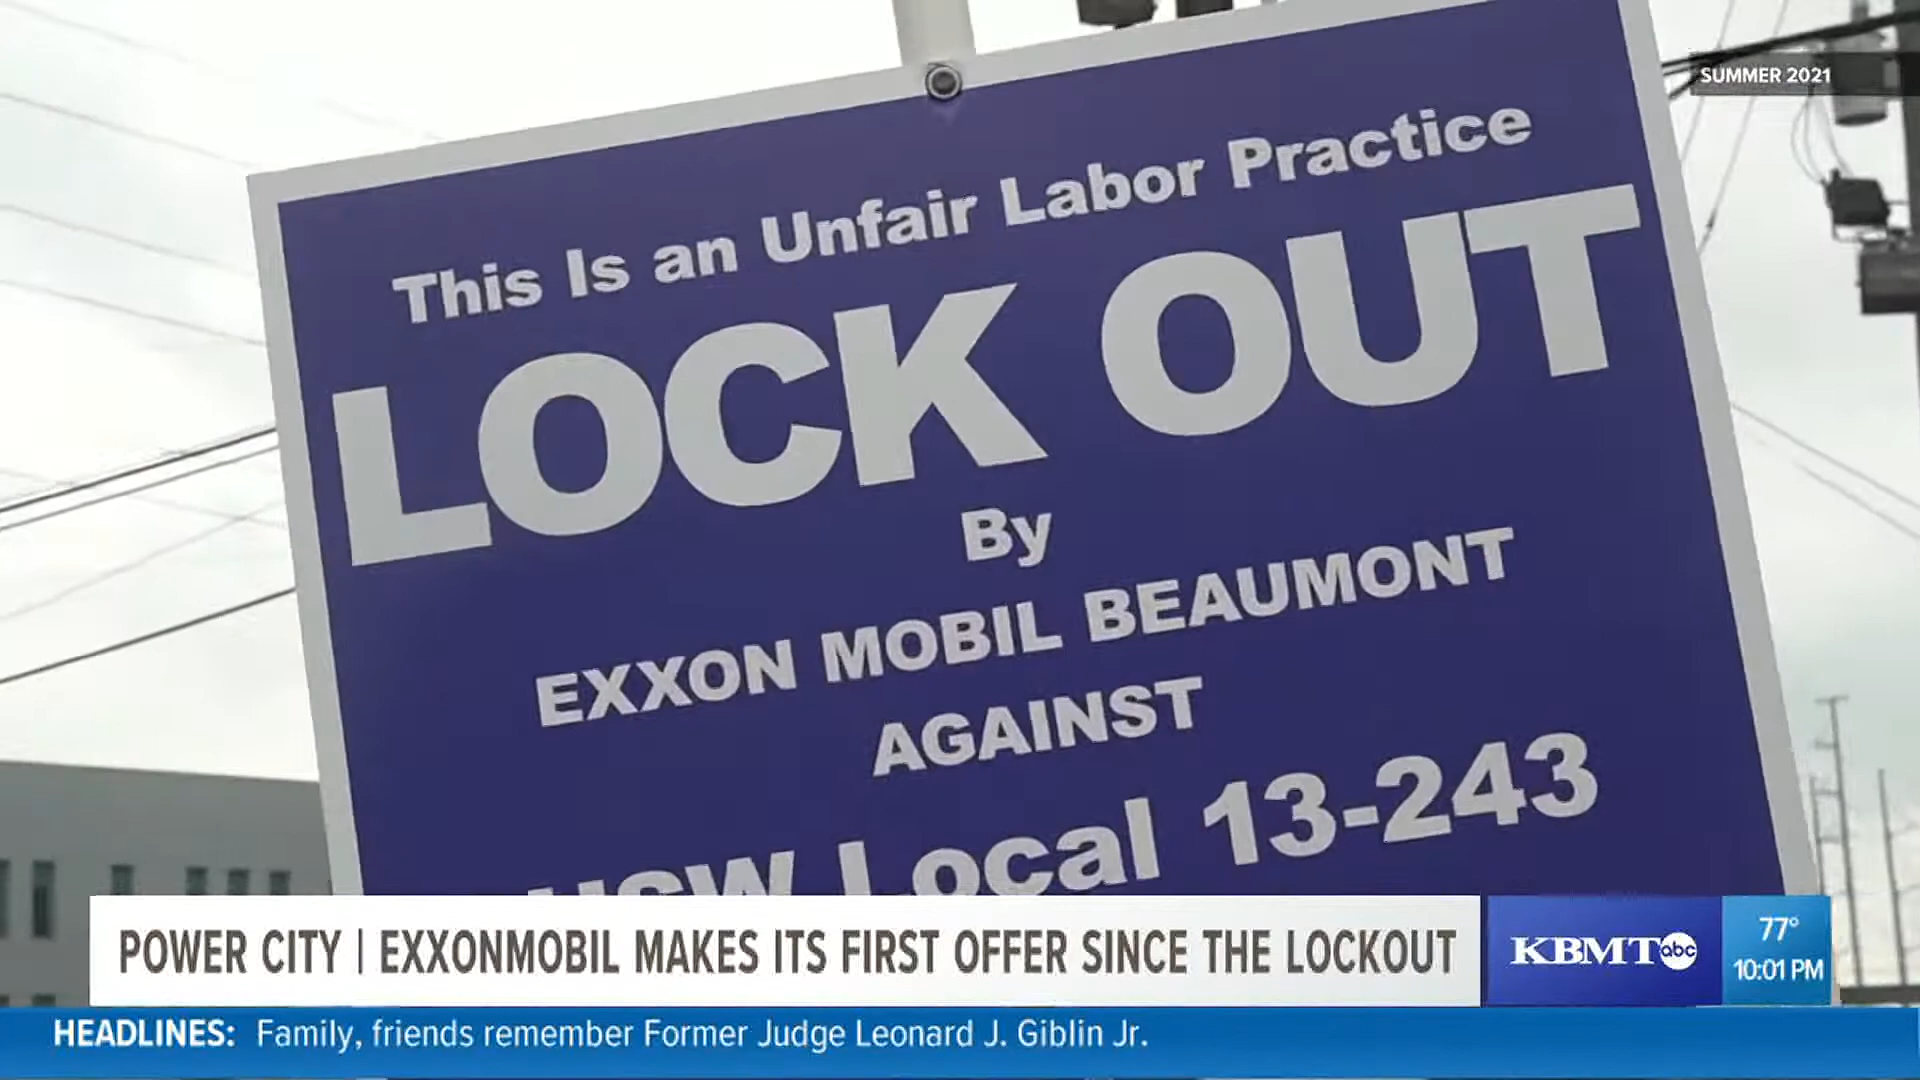 SUMMER 2021
This Is an Unfair Labor Practice
LOCK OUT
By
EXXON MOBIL BEAUMONT
AGAINST
USW Local 13-243
POWER CITY | EXXONMOBIL MAKES ITS FIRST OFFER SINCE THE LOCKOUT
KBMT abc
77°
10:01 PM
HEADLINES: Family, friends remember Former Judge Leonard J. Giblin Jr.